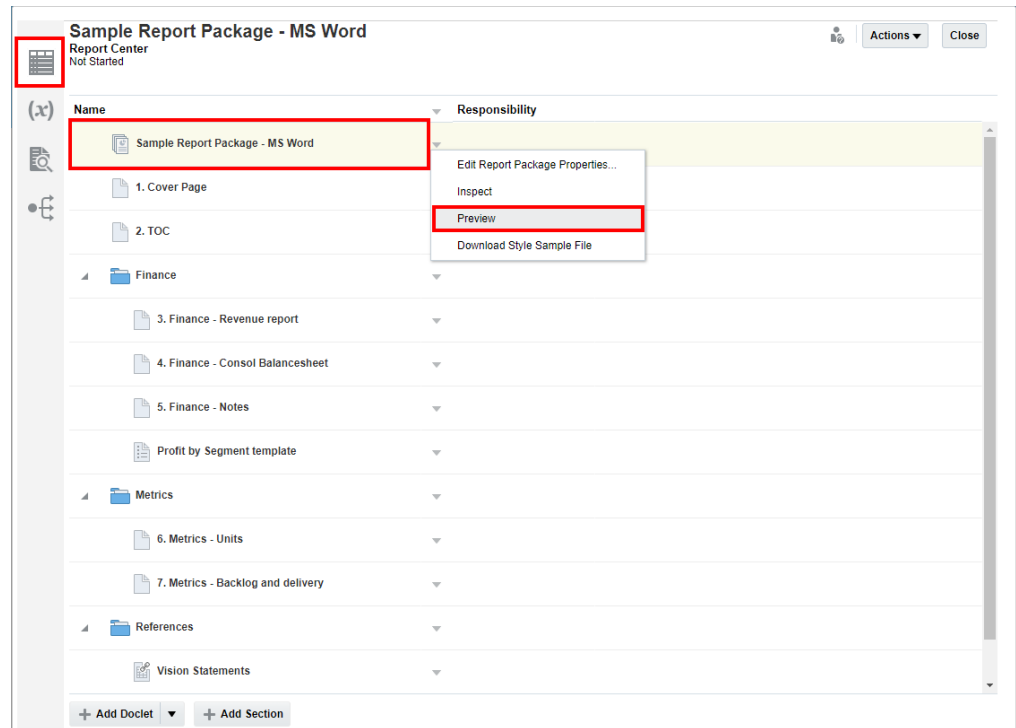 Sample Report Package - MS Word
Report Center
Not Started
Actions
Close
(x)
Name
Responsibility
Sample Report Package - MS Word
Edit Report Package Properties...
Inspect
Preview
Download Style Sample File
1. Cover Page
2. TOC
Finance
3. Finance - Revenue report
4. Finance - Consol Balancesheet
5. Finance - Notes
Profit by Segment template
Metrics
6. Metrics - Units
7. Metrics - Backlog and delivery
References
Vision Statements
+ Add Doclet
+ Add Section